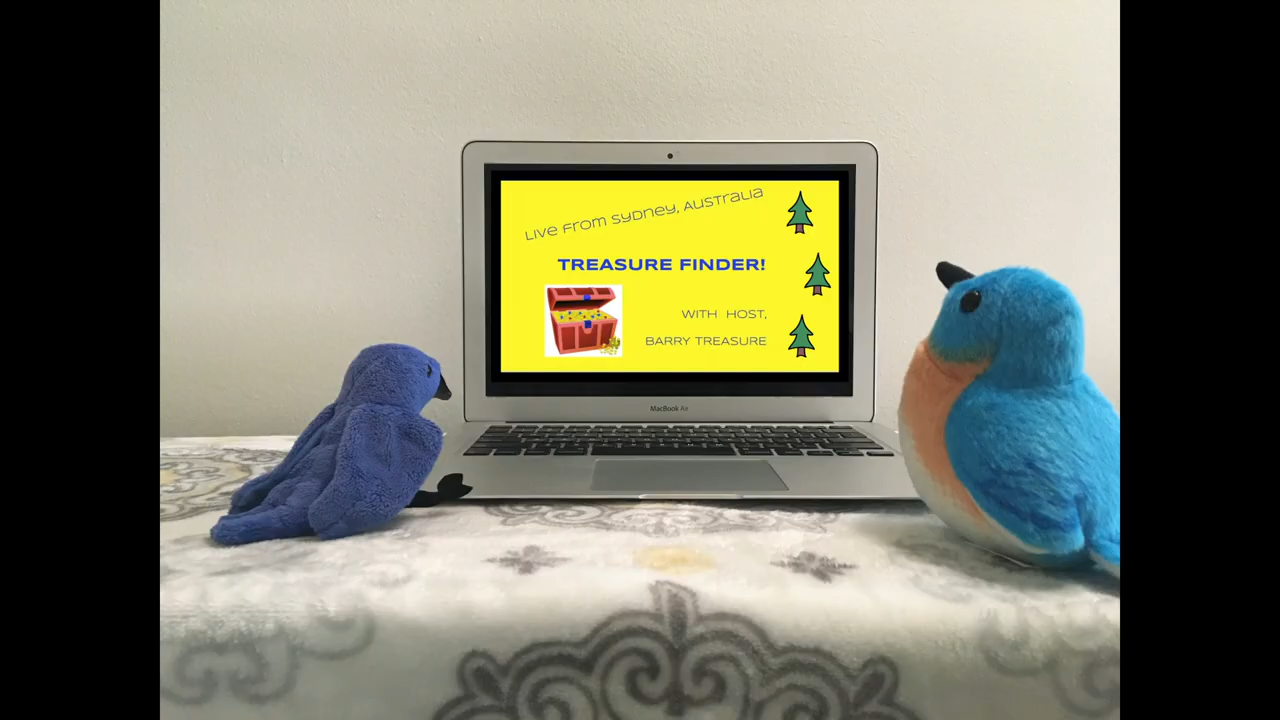 Live from Sydney, Australia
TREASURE FINDER!
WITH HOST,
BARRY TREASURE
MacBook Air